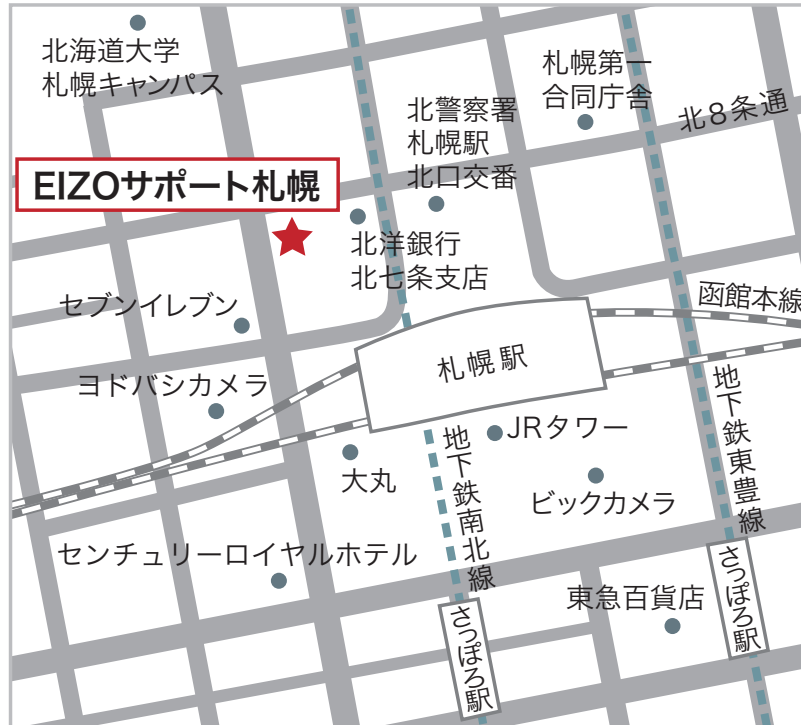 北海道大学
札幌キャンパス
札幌第一
合同庁舎
北8条通
北警察署
札幌駅
北口交番
EIZOサポート札幌
北洋銀行
北七条支店
セブンイレブン
函館本線
札幌駅
ヨドバシカメラ
地下鉄東豊線
JRタワー
地下鉄南北線
大丸
ビックカメラ
センチュリーロイヤルホテル
さっぽろ駅
東急百貨店
さっぽろ駅